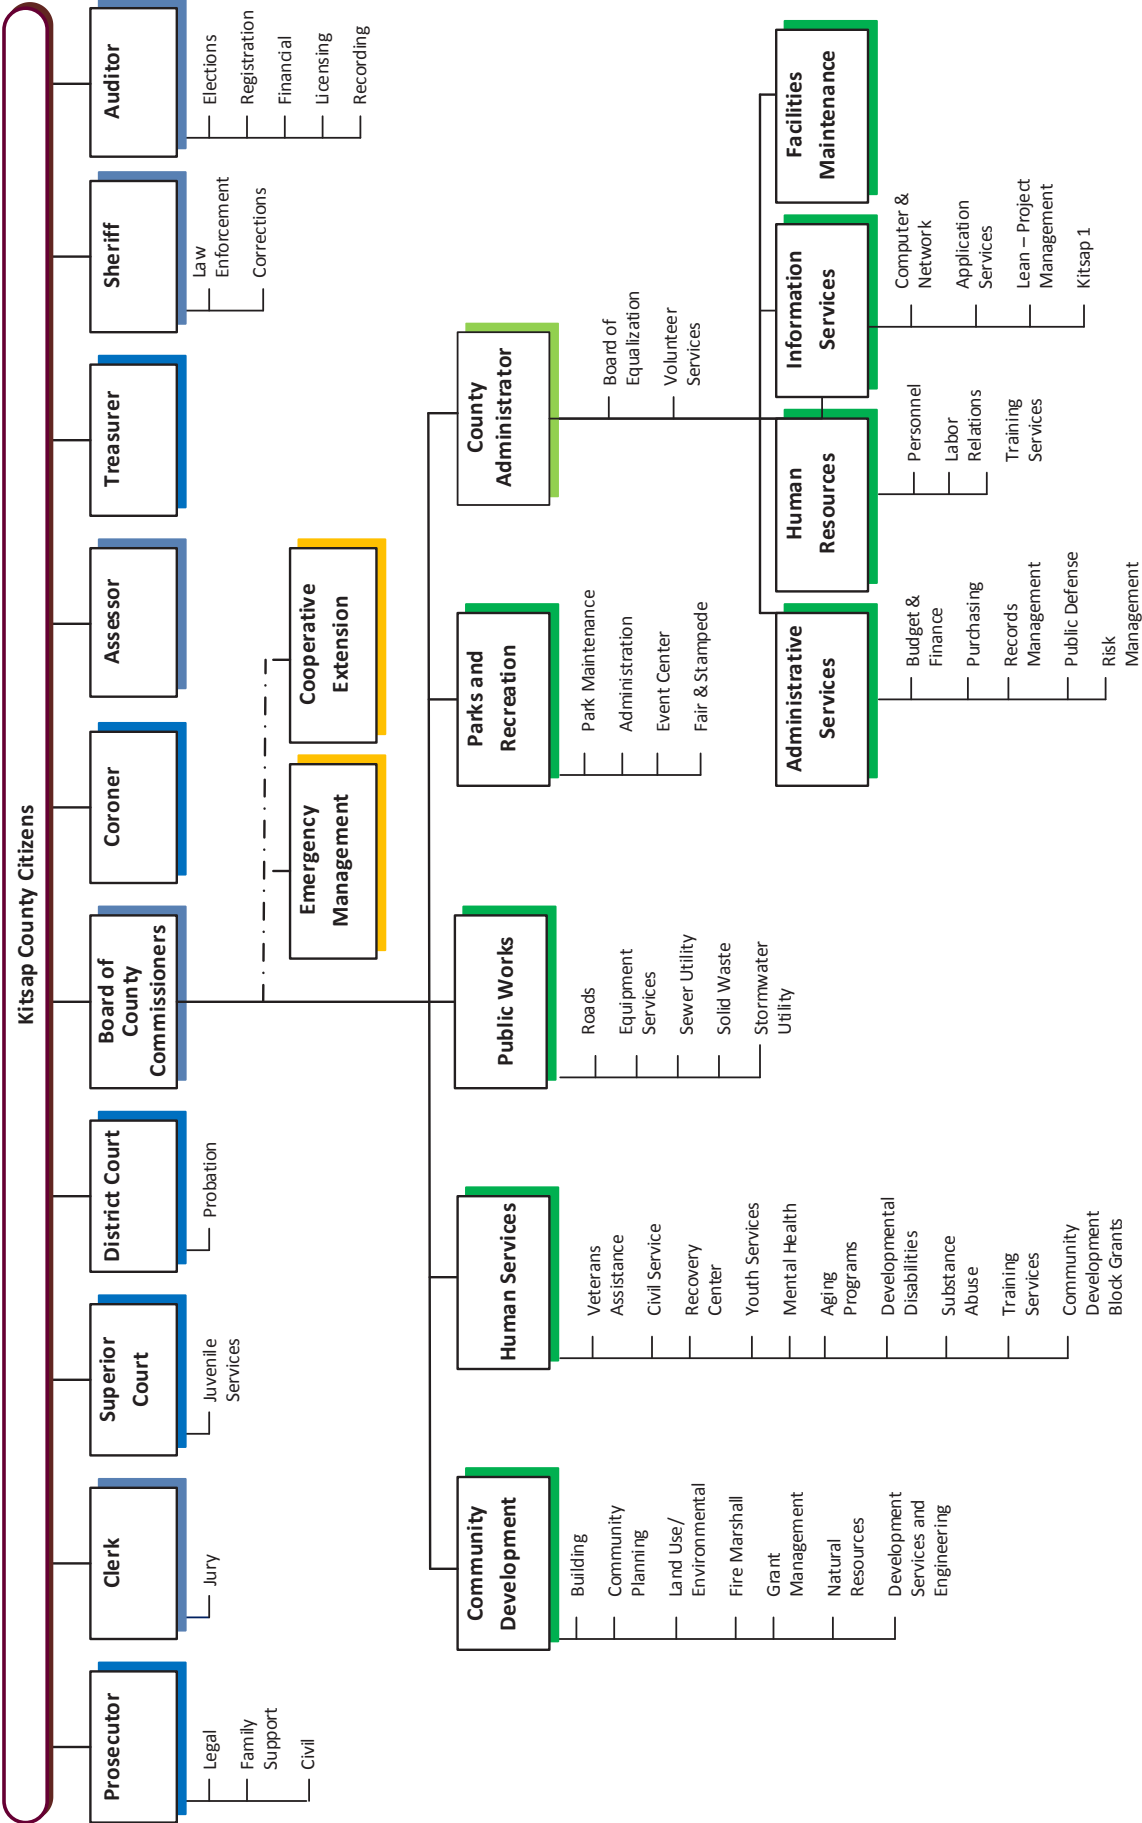 Kitsap County Citizens
Prosecutor
Legal
Family
Support
Civil
Clerk
Jury
Superior
Court
Juvenile
Services
District Court
Probation
Board of
County
Commissioners
Coroner
Assessor
Treasurer
Sheriff
Law
Enforcement
Corrections
Auditor
Elections
Registration
Financial
Licensing
Recording
Emergency
Management
Cooperative
Extension
Community
Development
Building
Community
Planning
Land Use/
Environmental
Fire Marshall
Grant
Management
Natural
Resources
Development
Services and
Engineering
Human Services
Veterans
Assistance
Civil Service
Recovery
Center
Youth Services
Mental Health
Aging
Programs
Developmental
Disabilities
Substance
Abuse
Training
Services
Community
Development
Block Grants
Public Works
Roads
Equipment
Services
Sewer Utility
Solid Waste
Stormwater
Utility
Parks and
Recreation
Park Maintenance
Administration
Event Center
Fair & Stampede
County
Administrator
Board of
Equalization
Volunteer
Services
Administrative
Services
Budget &
Finance
Purchasing
Records
Management
Public Defense
Risk
Management
Human
Resources
Personnel
Labor
Relations
Training
Services
Information
Services
Computer &
Network
Application
Services
Lean – Project
Management
Kitsap 1
Facilities
Maintenance